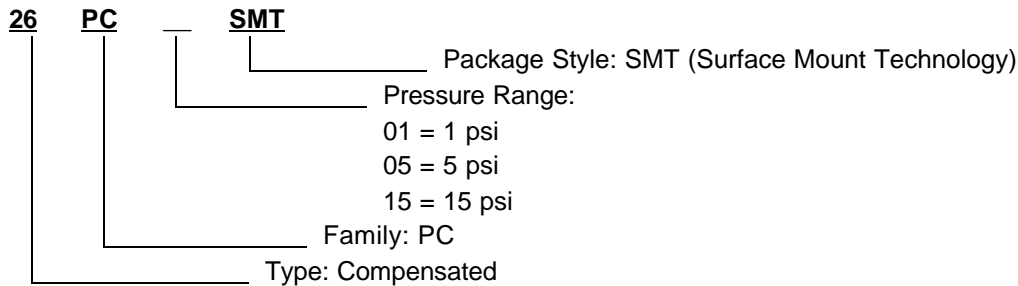 26 PC __ SMT
Package Style: SMT (Surface Mount Technology)
Pressure Range:
01 = 1 psi
05 = 5 psi
15 = 15 psi
Family: PC
Type: Compensated